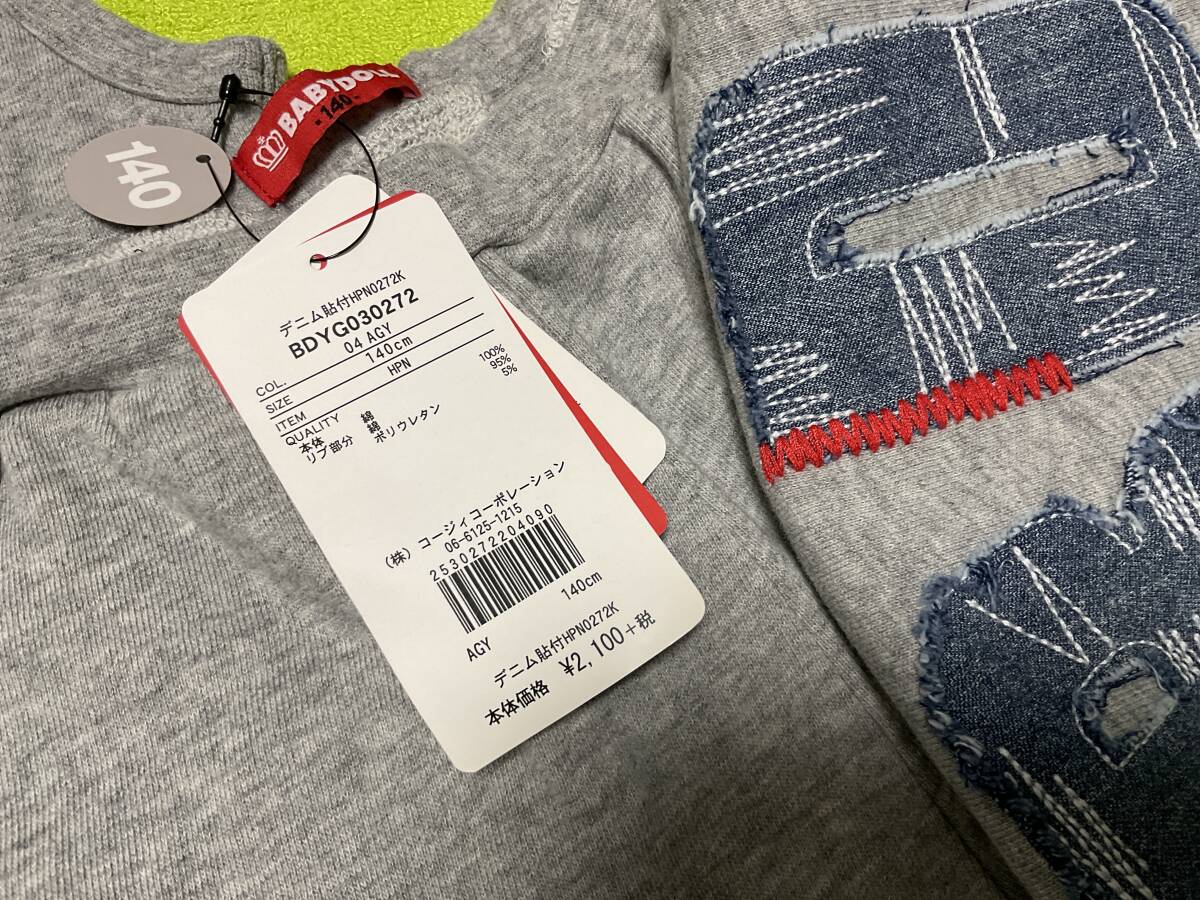 BABYDOLL
-140-
140
デニム貼付HPN0272K
BDYG030272
COL. 04 AGY
SIZE 140cm
ITEM HPN
QUALITY
本体 綿 100%
リブ部分 綿 95%
ポリウレタン 5%
(株) コージィコーポレーション
06-6125-1215
2530272204090
AGY 140cm
デニム貼付HPN0272K
本体価格 ¥2,100+税